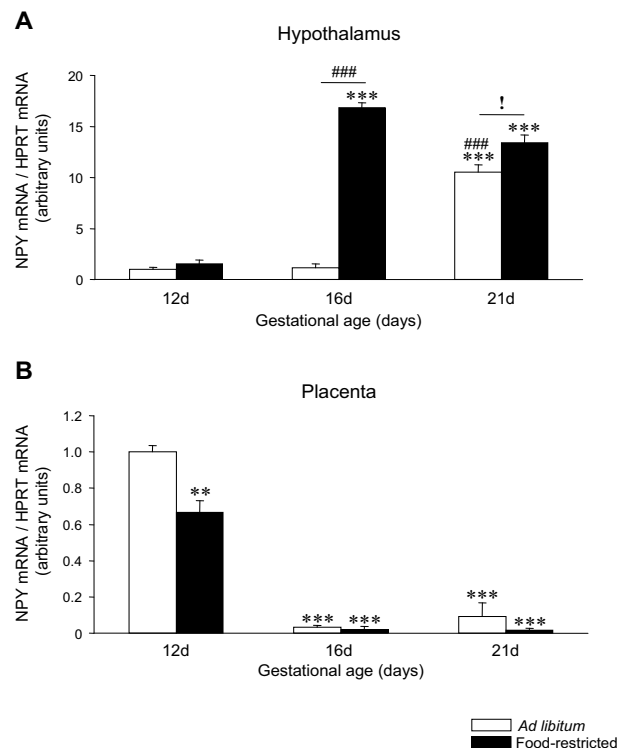 A
Hypothalamus
NPY mRNA / HPRT mRNA
(arbitrary units)
20
15
10
5
0
###
***
!
***
###
***
12d
16d
21d
Gestational age (days)
B
Placenta
NPY mRNA / HPRT mRNA
(arbitrary units)
1.2
1.0
0.8
0.6
0.4
0.2
0
**
*** ***
***
***
12d
16d
21d
Gestational age (days)
Ad libitum
Food-restricted